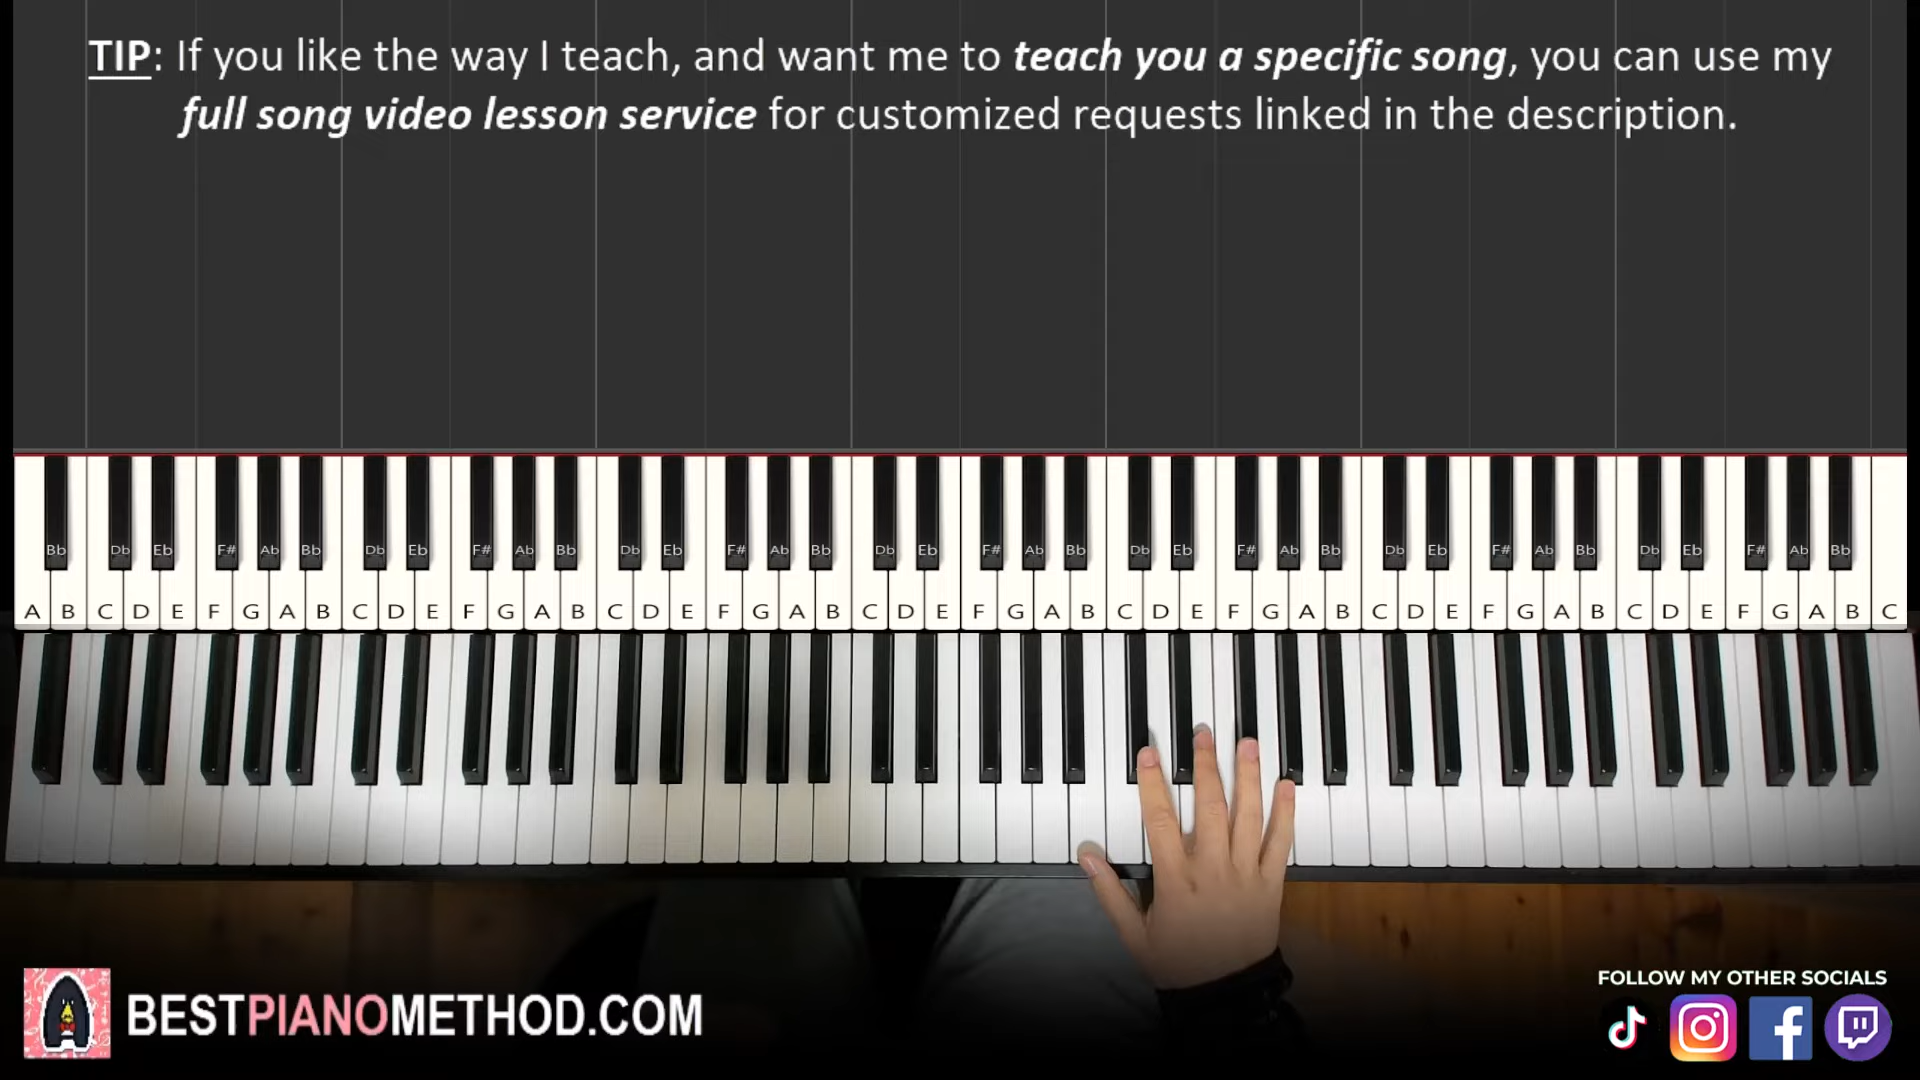 TIP: If you like the way I teach, and want me to teach you a specific song, you can use my
full song video lesson service for customized requests linked in the description.
Bb Db Eb F# Ab Bb Db Eb F# Ab Bb Db Eb F# Ab Bb Db Eb F# Ab Bb Db Eb F# Ab Bb Db Eb F# Ab Bb Db Eb F# Ab Bb
A B C D E F G A B C D E F G A B C D E F G A B C D E F G A B C D E F G A B C D E F G A B C D E F G A B C
FOLLOW MY OTHER SOCIALS
BESTPIANOMETHOD.COM